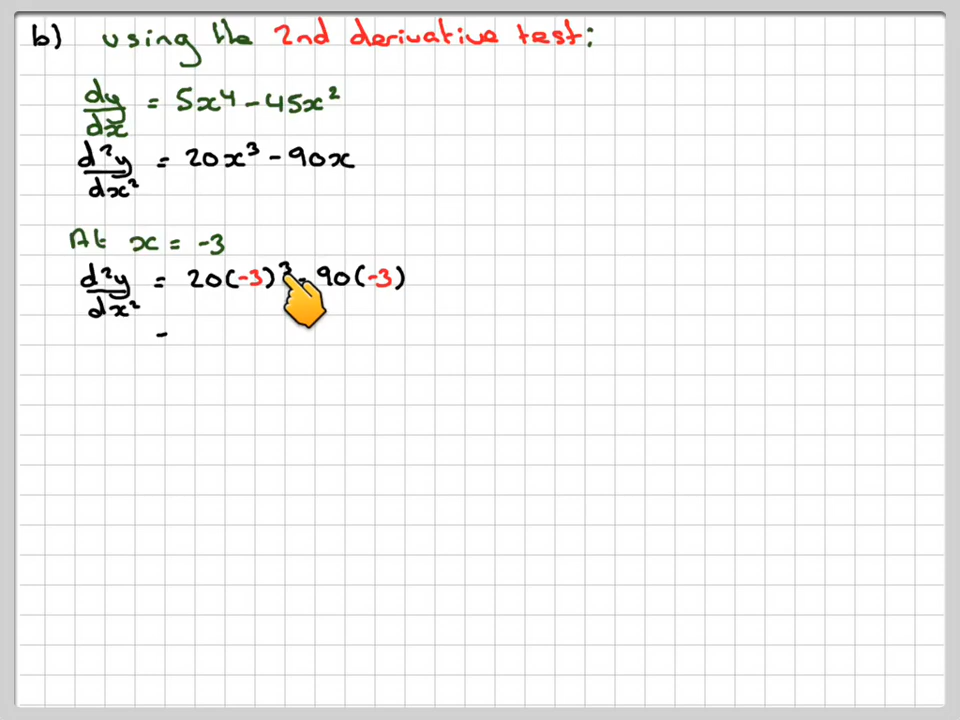 b) using the 2nd derivative test:
dy/dx = 5x⁴ - 45x²
d²y/dx² = 20x³ - 90x
At x = -3
d²y/dx² = 20(-3)³ - 90(-3)
=